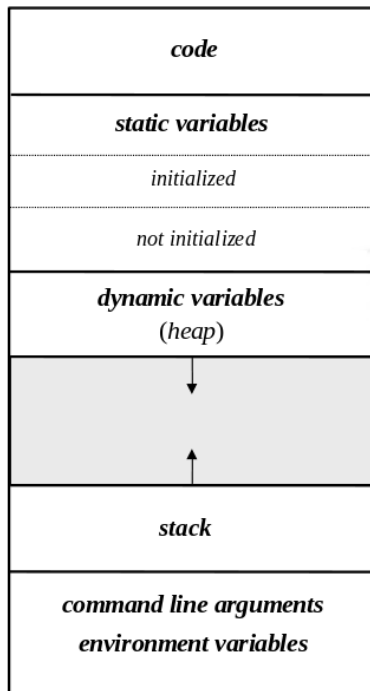 code
static variables
initialized
not initialized
dynamic variables
(heap)
stack
command line arguments
environment variables